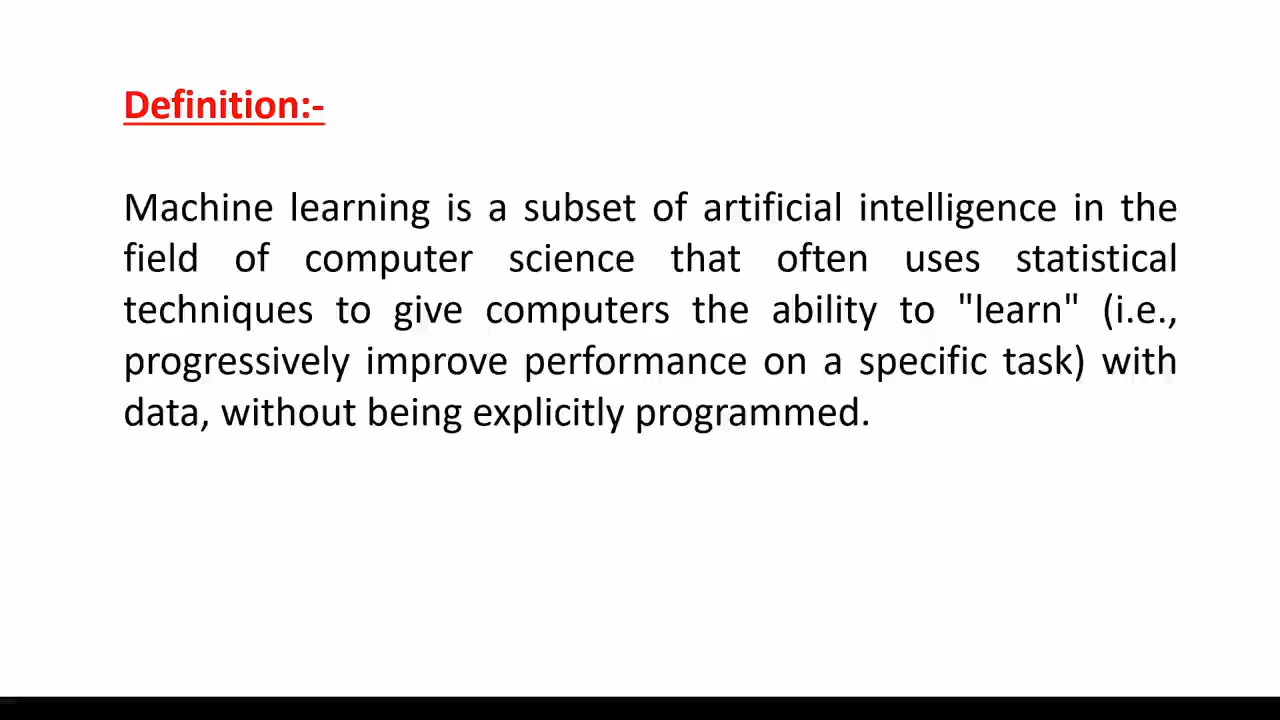 Definition:-
Machine learning is a subset of artificial intelligence in the
field of computer science that often uses statistical
techniques to give computers the ability to "learn" (i.e.,
progressively improve performance on a specific task) with
data, without being explicitly programmed.